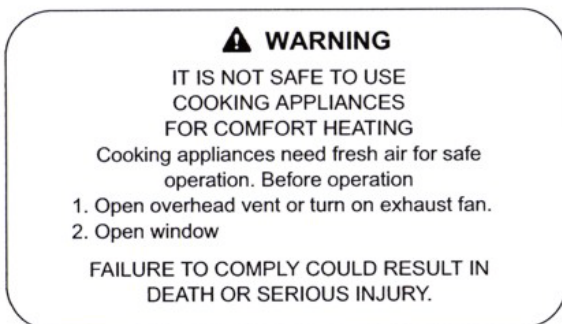 WARNING
IT IS NOT SAFE TO USE
COOKING APPLIANCES
FOR COMFORT HEATING
Cooking appliances need fresh air for safe
operation. Before operation
1. Open overhead vent or turn on exhaust fan.
2. Open window
FAILURE TO COMPLY COULD RESULT IN
DEATH OR SERIOUS INJURY.